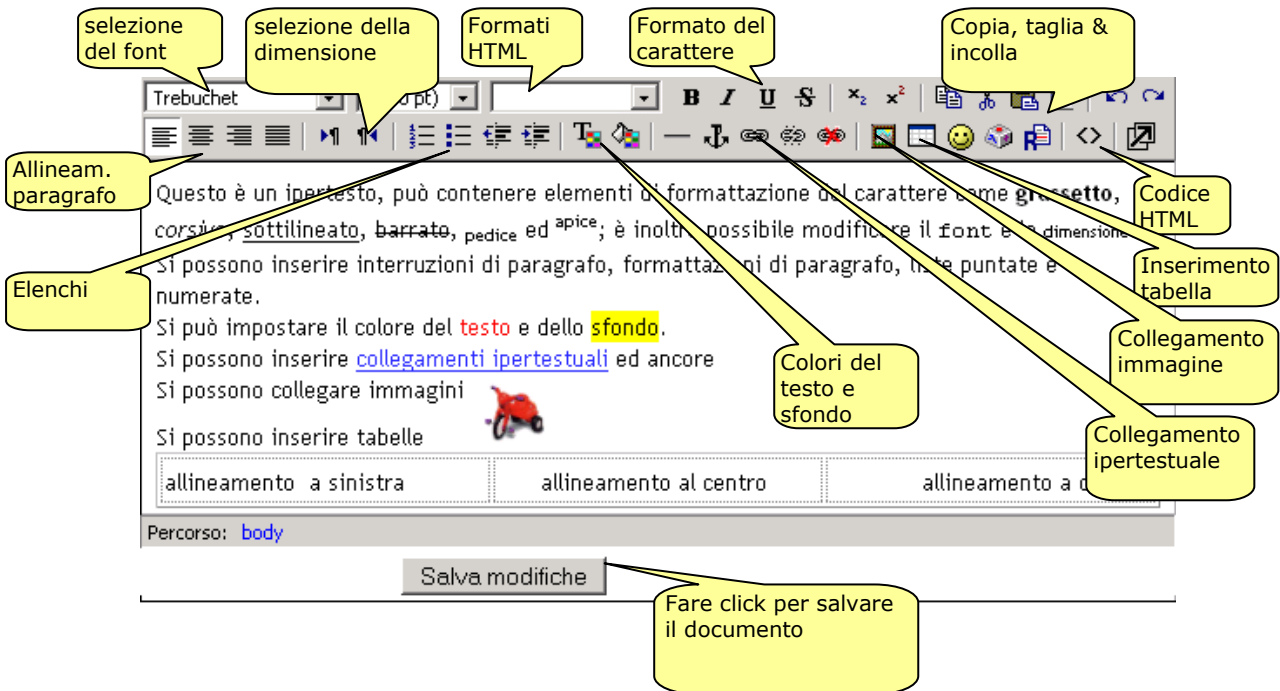 selezione
del font
selezione della
dimensione
Formati
HTML
Formato del
carattere
Copia, taglia &
incolla
Trebuchet
pt)
B I U S x₂ x²
Allineam.
paragrafo
Questo è un ipertesto, può contenere elementi di formattazione del carattere come grassetto,
corsivo, sottilineato, barrato, pedice ed apice; è inoltre possibile modificare il font e la dimensione
Si possono inserire interruzioni di paragrafo, formattazioni di paragrafo, liste puntate e
numerate.
Si può impostare il colore del testo e dello sfondo.
Si possono inserire collegamenti ipertestuali ed ancore
Si possono collegare immagini
Si possono inserire tabelle
allineamento a sinistra
allineamento al centro
allineamento a
Codice
HTML
Inserimento
tabella
Elenchi
Collegamento
immagine
Colori del
testo e
sfondo
Collegamento
ipertestuale
Percorso: body
Salva modifiche
Fare click per salvare
il documento